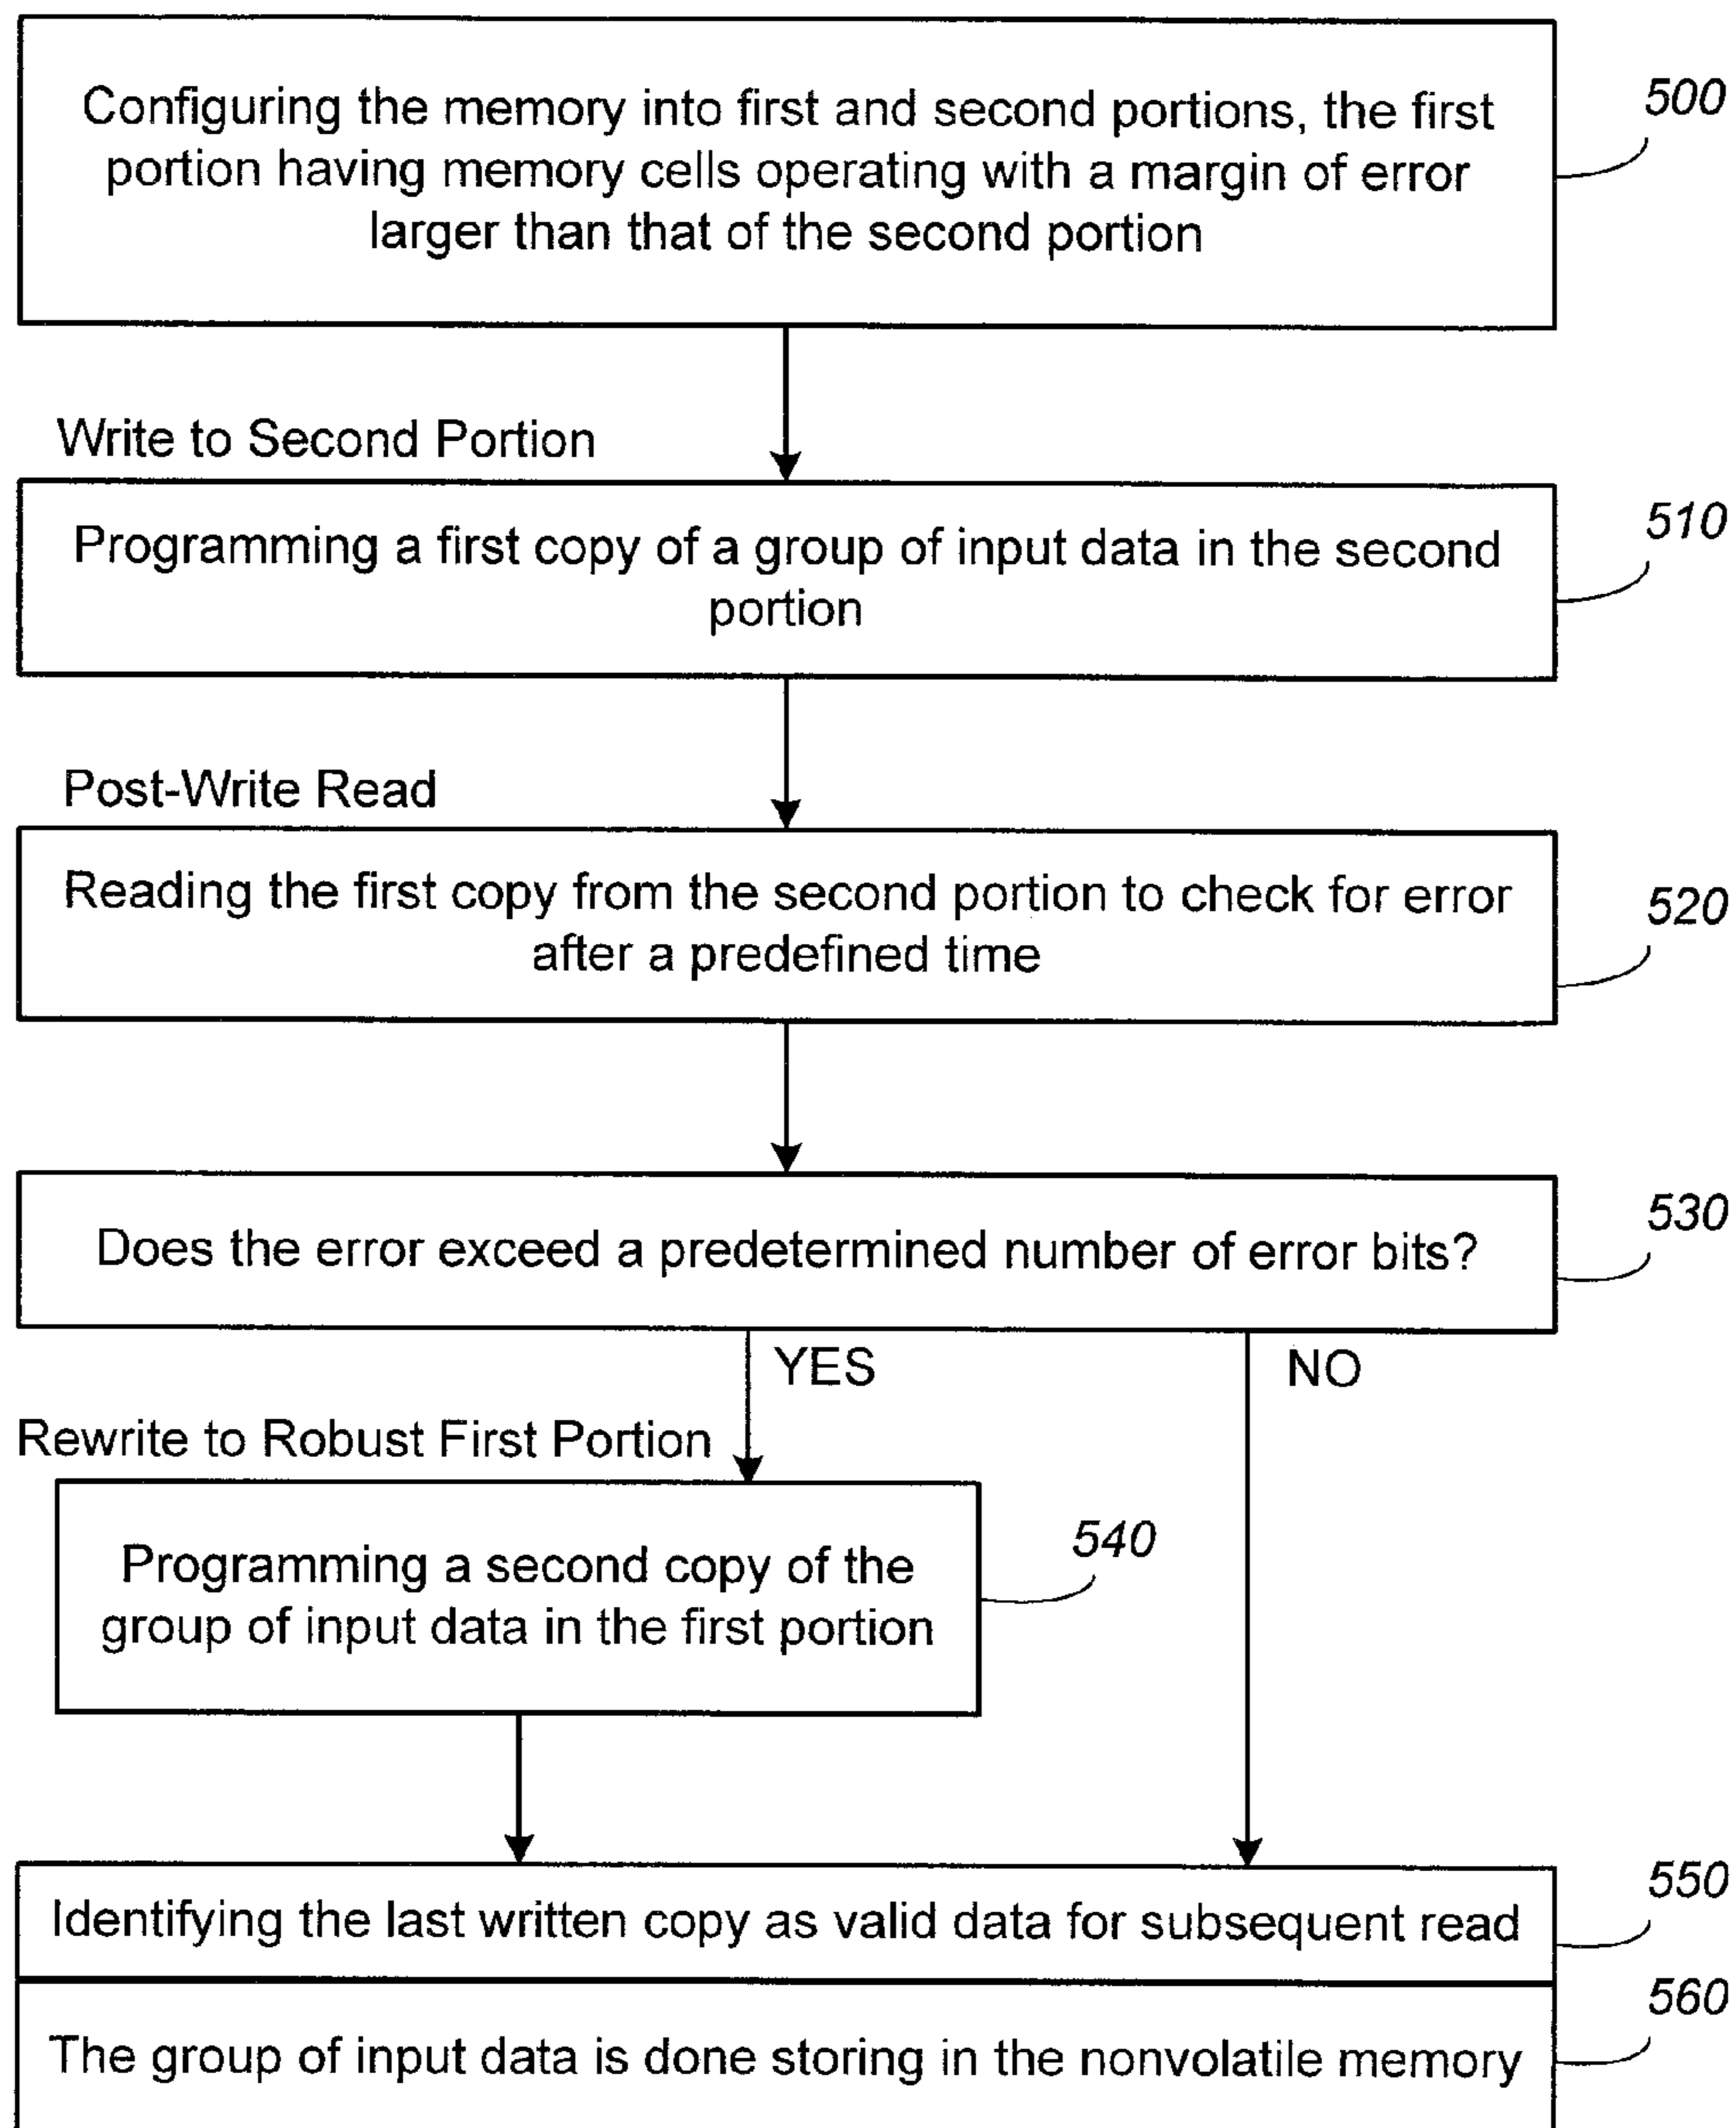 Configuring the memory into first and second portions, the first
portion having memory cells operating with a margin of error
larger than that of the second portion
500
Write to Second Portion
Programming a first copy of a group of input data in the second
portion
510
Post-Write Read
Reading the first copy from the second portion to check for error
after a predefined time
520
Does the error exceed a predetermined number of error bits?
530
YES
NO
Rewrite to Robust First Portion
Programming a second copy of the
group of input data in the first portion
540
Identifying the last written copy as valid data for subsequent read
550
The group of input data is done storing in the nonvolatile memory
560